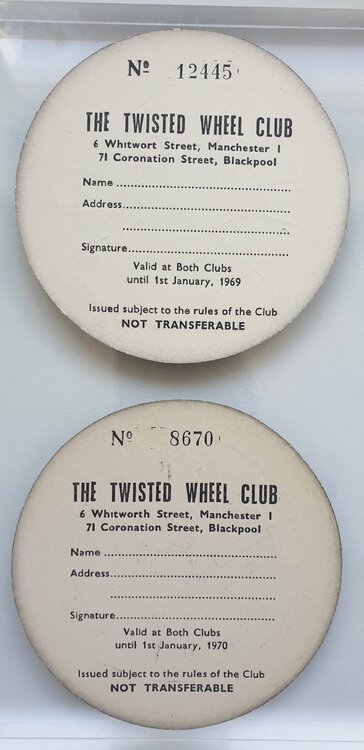 Nº 12445
THE TWISTED WHEEL CLUB
6 Whitwort Street, Manchester 1
71 Coronation Street, Blackpool
Name
Address
Signature
Valid at Both Clubs
until 1st January, 1969
Issued subject to the rules of the Club
NOT TRANSFERABLE
Nº 8670
THE TWISTED WHEEL CLUB
6 Whitworth Street, Manchester 1
71 Coronation Street, Blackpool
Name
Address
Signature
Valid at Both Clubs
until 1st January, 1970
Issued subject to the rules of the Club
NOT TRANSFERABLE